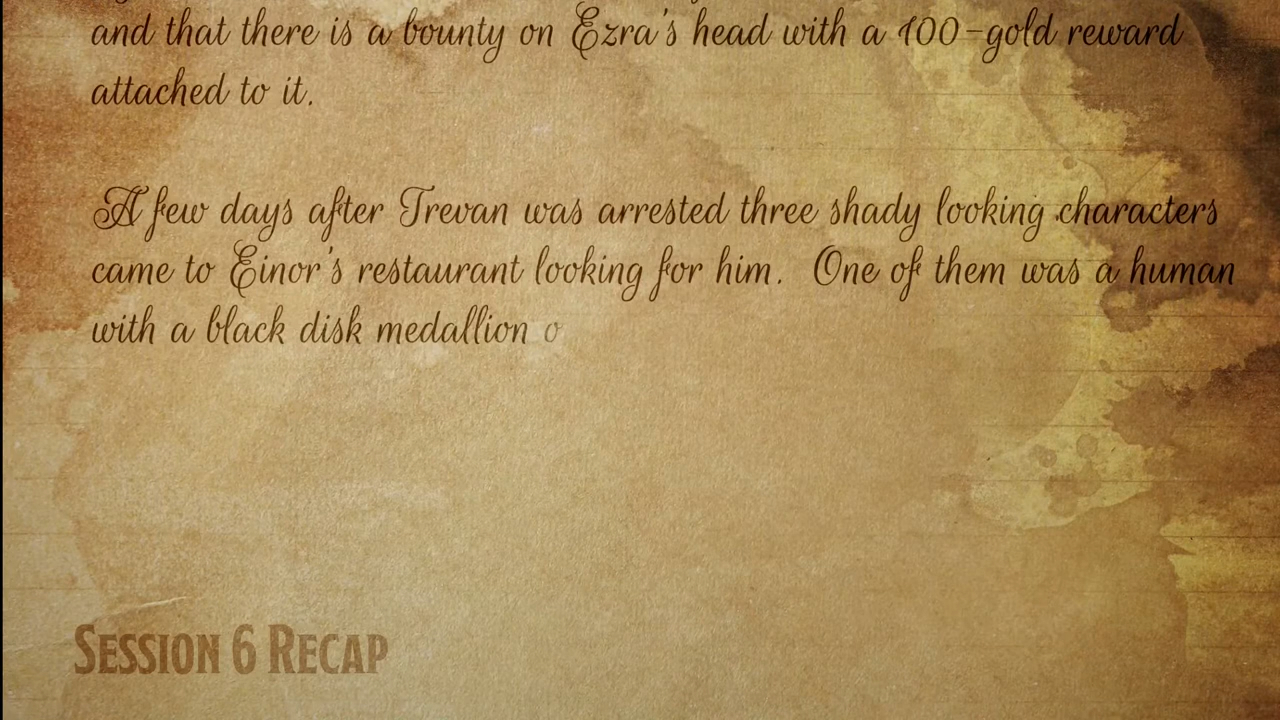 and that there is a bounty on Ezra's head with a 100-gold reward
attached to it.
A few days after Trevan was arrested three shady looking characters
came to Einor's restaurant looking for him.  One of them was a human
with a black disk medallion o
Session 6 Recap